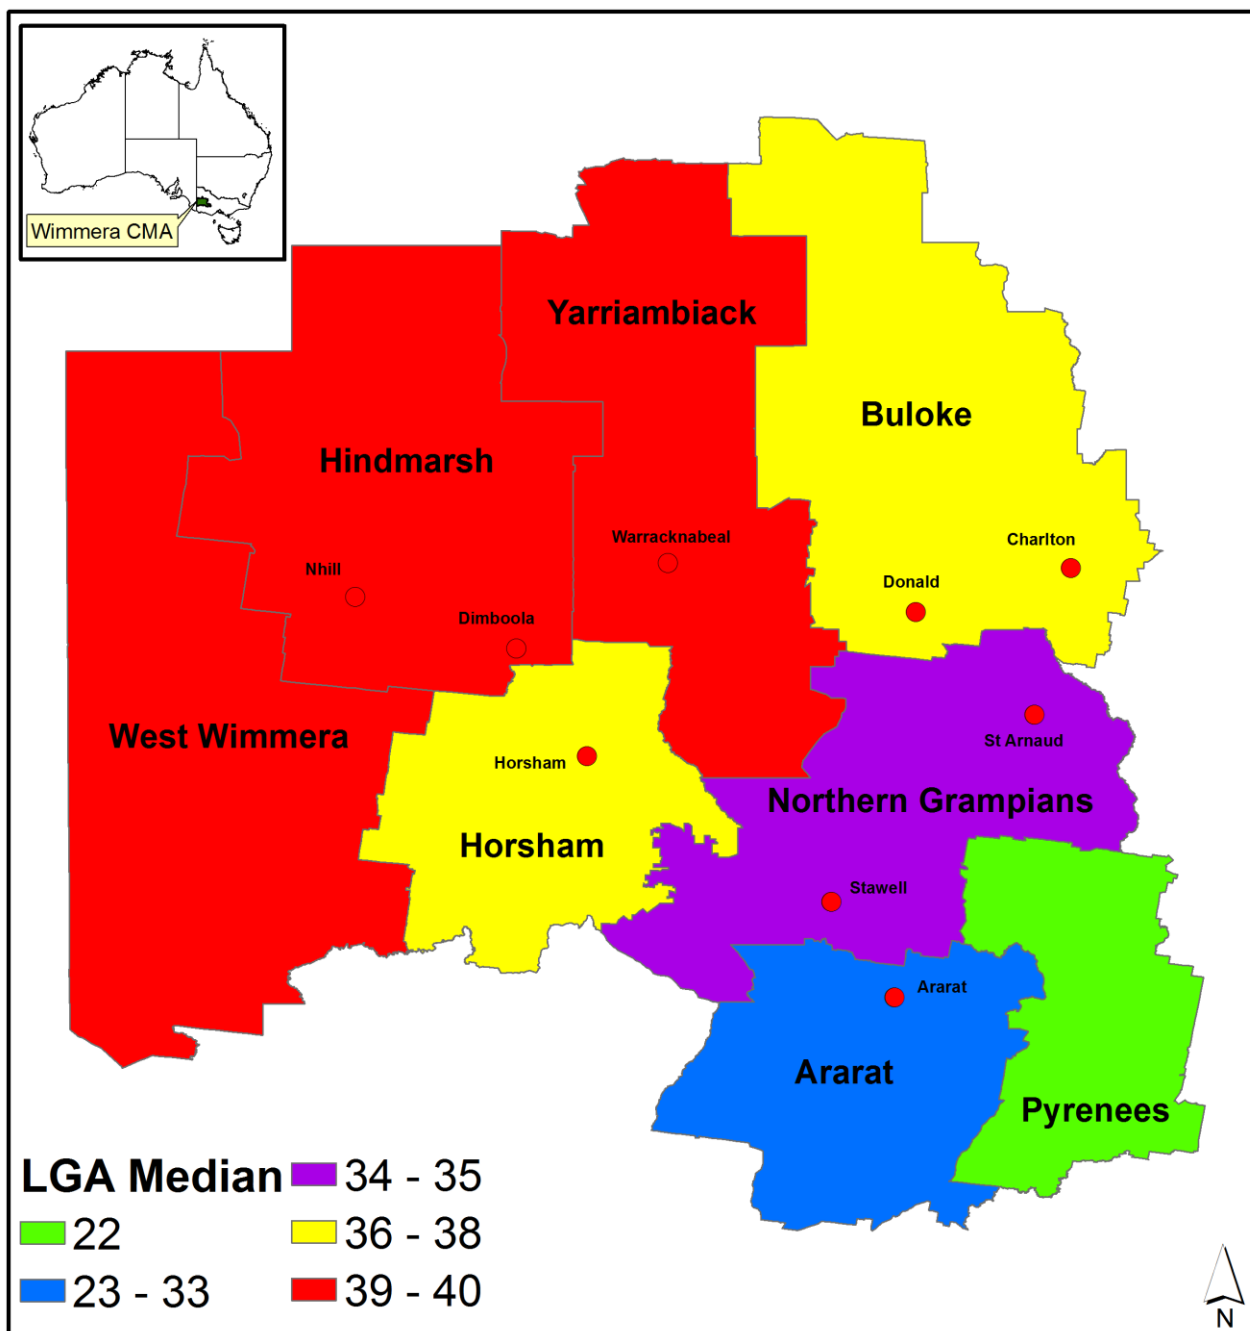 Wimmera CMA
Yarriambiack
Buloke
Hindmarsh
Warracknabeal
Charlton
Nhill
Donald
Dimboola
West Wimmera
St Arnaud
Horsham
Northern Grampians
Horsham
Stawell
Ararat
Ararat
Pyrenees
LGA Median
22
23 - 33
34 - 35
36 - 38
39 - 40
N